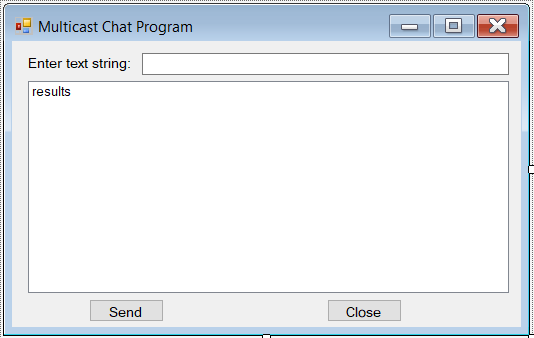 Multicast Chat Program
Enter text string:
results
Send Close